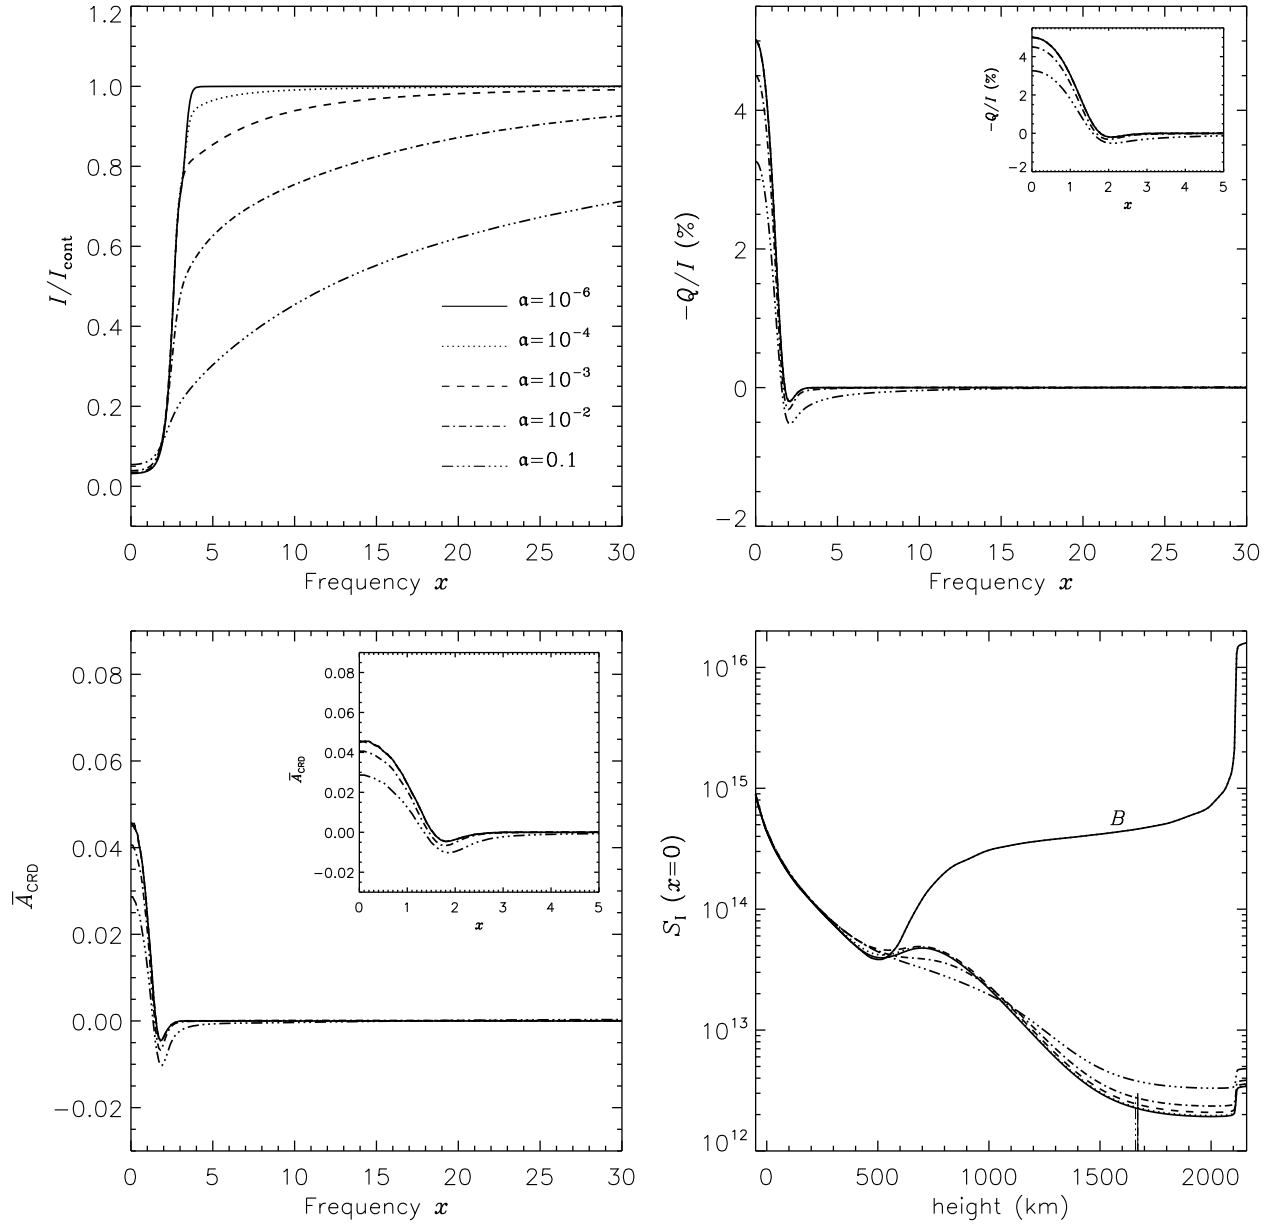 1.2
1.0
0.8
0.6
0.4
0.2
0.0
I/I_cont
a=10^-6
a=10^-4
a=10^-3
a=10^-2
a=0.1
0 5 10 15 20 25 30
Frequency x
4
2
0
-2
-Q/I (%)
0 5 10 15 20 25 30
Frequency x
4
2
0
-2
-Q/I (%)
0 1 2 3 4 5
x
0.08
0.06
0.04
0.02
0.00
-0.02
A̅_CRD
0 5 10 15 20 25 30
Frequency x
0.08
0.06
0.04
0.02
0.00
-0.02
A̅_CRD
0 1 2 3 4 5
x
10^16
10^15
10^14
10^13
10^12
S_I (x=0)
B
0 500 1000 1500 2000
height (km)